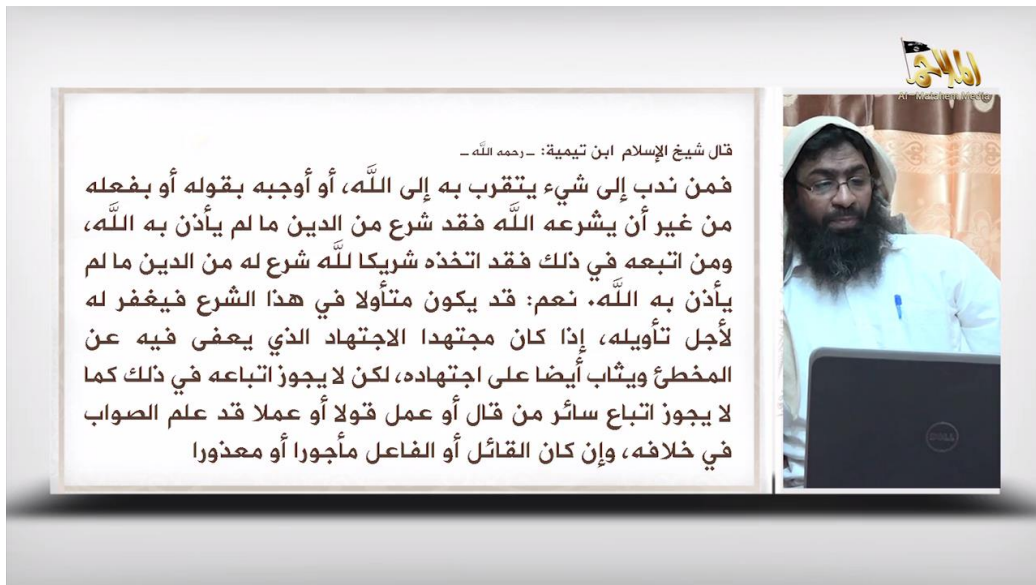 الملاحم
Al - Malahem Media
قال شيخ الإسلام ابن تيمية: ـ رحمه الله ـ
فمن ندب إلى شيء يتقرب به إلى اللَّه، أو أوجبه بقوله أو بفعله
من غير أن يشرعه اللَّه فقد شرع من الدين ما لم يأذن به اللَّه،
ومن اتبعه في ذلك فقد اتخذه شريكا للَّه شرع له من الدين ما لم
يأذن به اللَّه. نعم: قد يكون متأولا في هذا الشرع فيغفر له
لأجل تأويله، إذا كان مجتهدا الاجتهاد الذي يعفى فيه عن
المخطئ ويثاب أيضا على اجتهاده، لكن لا يجوز اتباعه في ذلك كما
لا يجوز اتباع سائر من قال أو عمل قولا أو عملا قد علم الصواب
في خلافه، وإن كان القائل أو الفاعل مأجورا أو معذورا
DELL